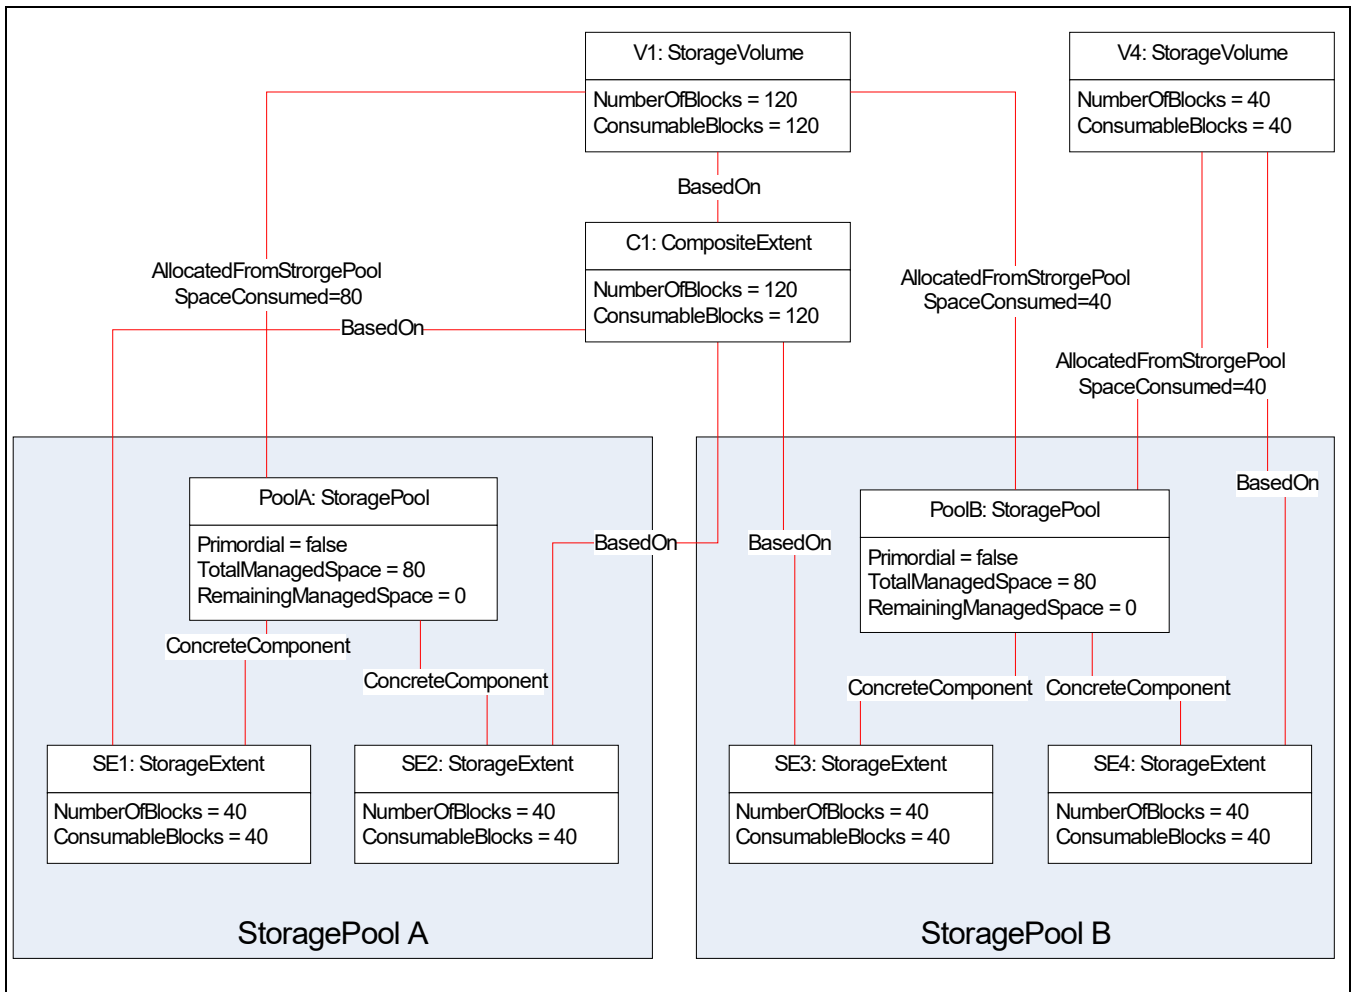 V1: StorageVolume
NumberOfBlocks = 120
ConsumableBlocks = 120
V4: StorageVolume
NumberOfBlocks = 40
ConsumableBlocks = 40
BasedOn
C1: CompositeExtent
NumberOfBlocks = 120
ConsumableBlocks = 120
AllocatedFromStrorgePool
SpaceConsumed=80
BasedOn
AllocatedFromStrorgePool
SpaceConsumed=40
AllocatedFromStrorgePool
SpaceConsumed=40
PoolA: StoragePool
Primordial = false
TotalManagedSpace = 80
RemainingManagedSpace = 0
BasedOn
BasedOn
BasedOn
PoolB: StoragePool
Primordial = false
TotalManagedSpace = 80
RemainingManagedSpace = 0
ConcreteComponent
ConcreteComponent
ConcreteComponent
ConcreteComponent
SE1: StorageExtent
NumberOfBlocks = 40
ConsumableBlocks = 40
SE2: StorageExtent
NumberOfBlocks = 40
ConsumableBlocks = 40
SE3: StorageExtent
NumberOfBlocks = 40
ConsumableBlocks = 40
SE4: StorageExtent
NumberOfBlocks = 40
ConsumableBlocks = 40
StoragePool A
StoragePool B